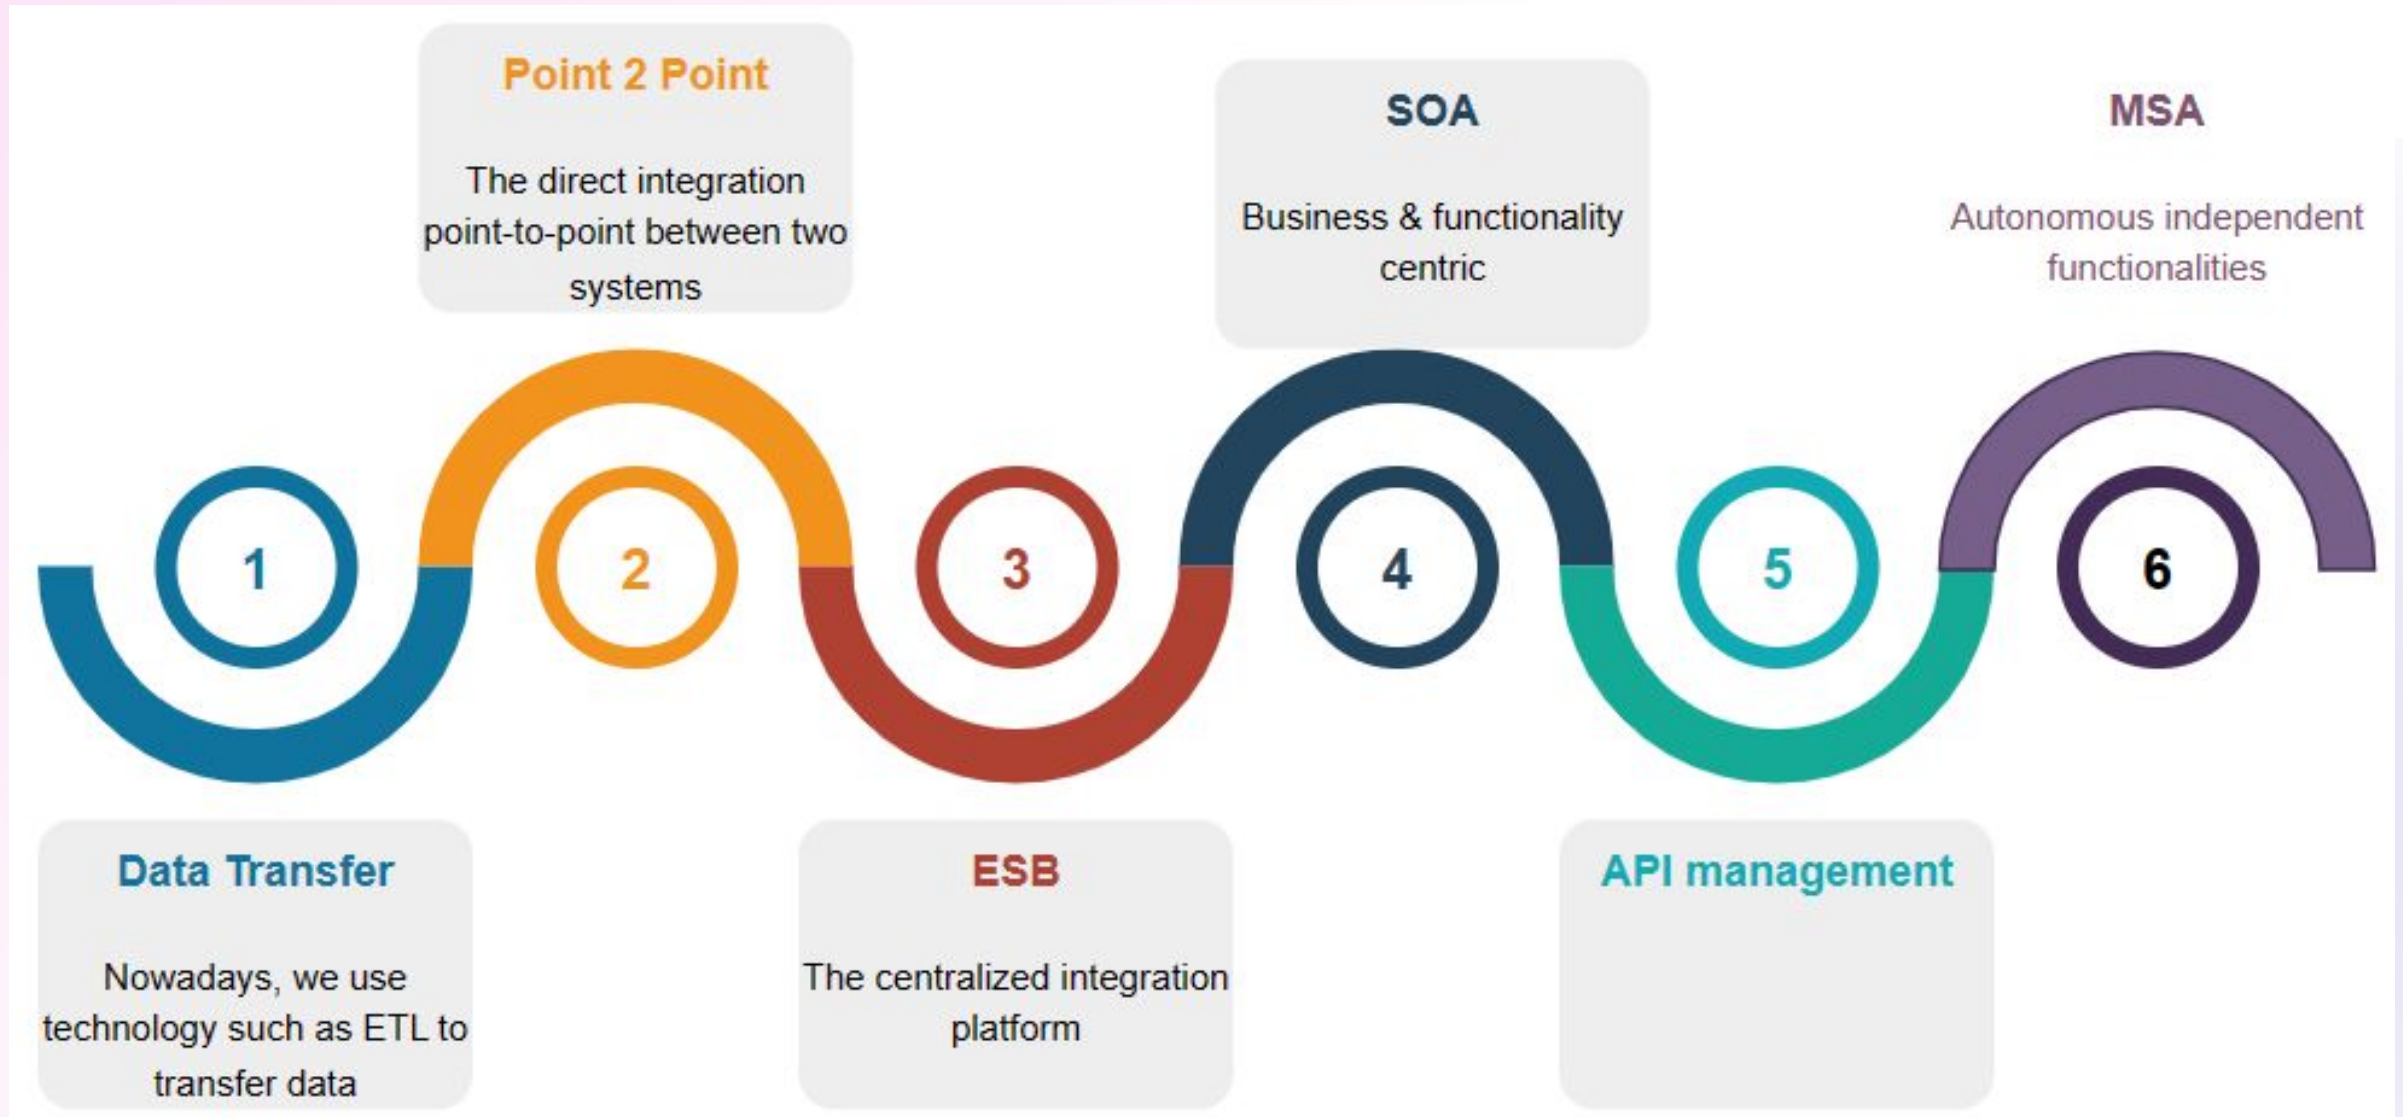 Point 2 Point
The direct integration
point-to-point between two
systems
SOA
Business & functionality
centric
MSA
Autonomous independent
functionalities
1
2
3
4
5
6
Data Transfer
Nowadays, we use
technology such as ETL to
transfer data
ESB
The centralized integration
platform
API management